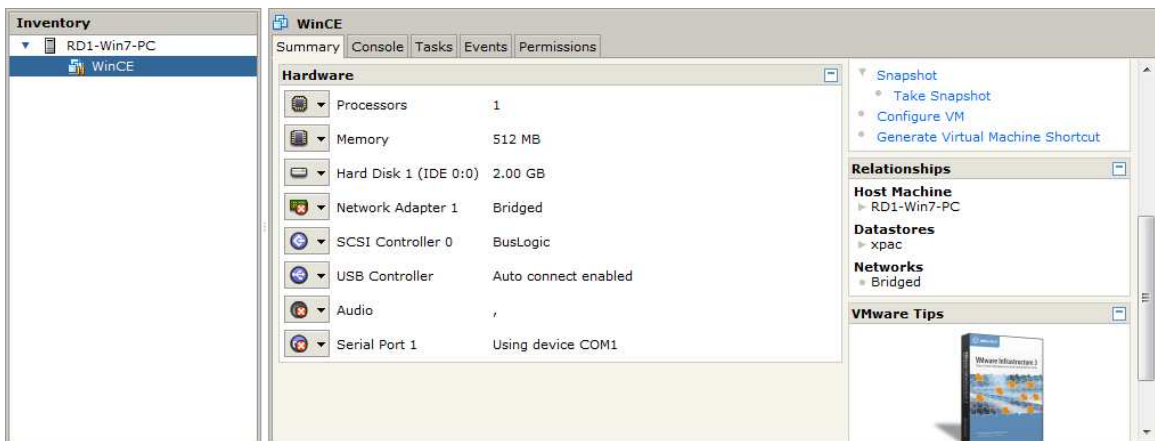 Inventory
RD1-Win7-PC
WinCE
WinCE
Summary Console Tasks Events Permissions
Hardware
Processors 1
Memory 512 MB
Hard Disk 1 (IDE 0:0) 2.00 GB
Network Adapter 1 Bridged
SCSI Controller 0 BusLogic
USB Controller Auto connect enabled
Audio ,
Serial Port 1 Using device COM1
Snapshot
Take Snapshot
Configure VM
Generate Virtual Machine Shortcut
Relationships
Host Machine
RD1-Win7-PC
Datastores
xpac
Networks
Bridged
VMware Tips
VMware Infrastructure 3